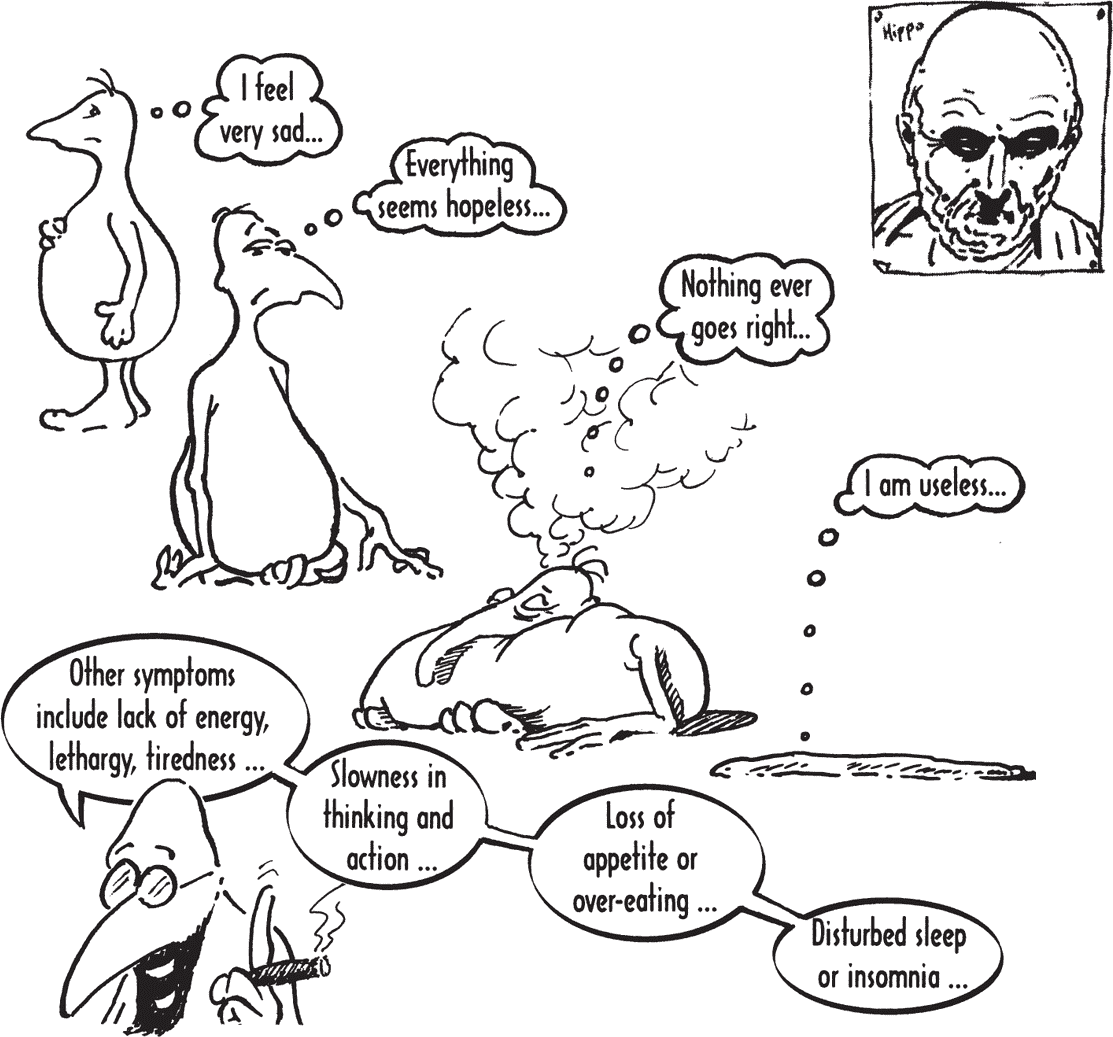 Hippo
I feel
very sad...
Everything
seems hopeless...
Nothing ever
goes right...
I am useless...
Other symptoms
include lack of energy,
lethargy, tiredness ...
Slowness in
thinking and
action ...
Loss of
appetite or
over-eating ...
Disturbed sleep
or insomnia ...